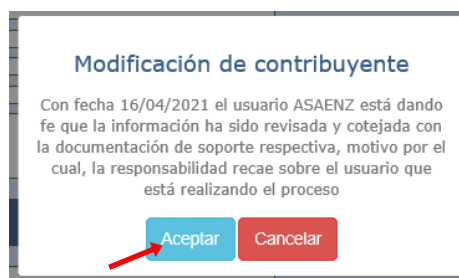 Modificación de contribuyente
Con fecha 16/04/2021 el usuario ASAENZ está dando
fe que la información ha sido revisada y cotejada con
la documentación de soporte respectiva, motivo por el
cual, la responsabilidad recae sobre el usuario que
está realizando el proceso
Aceptar Cancelar